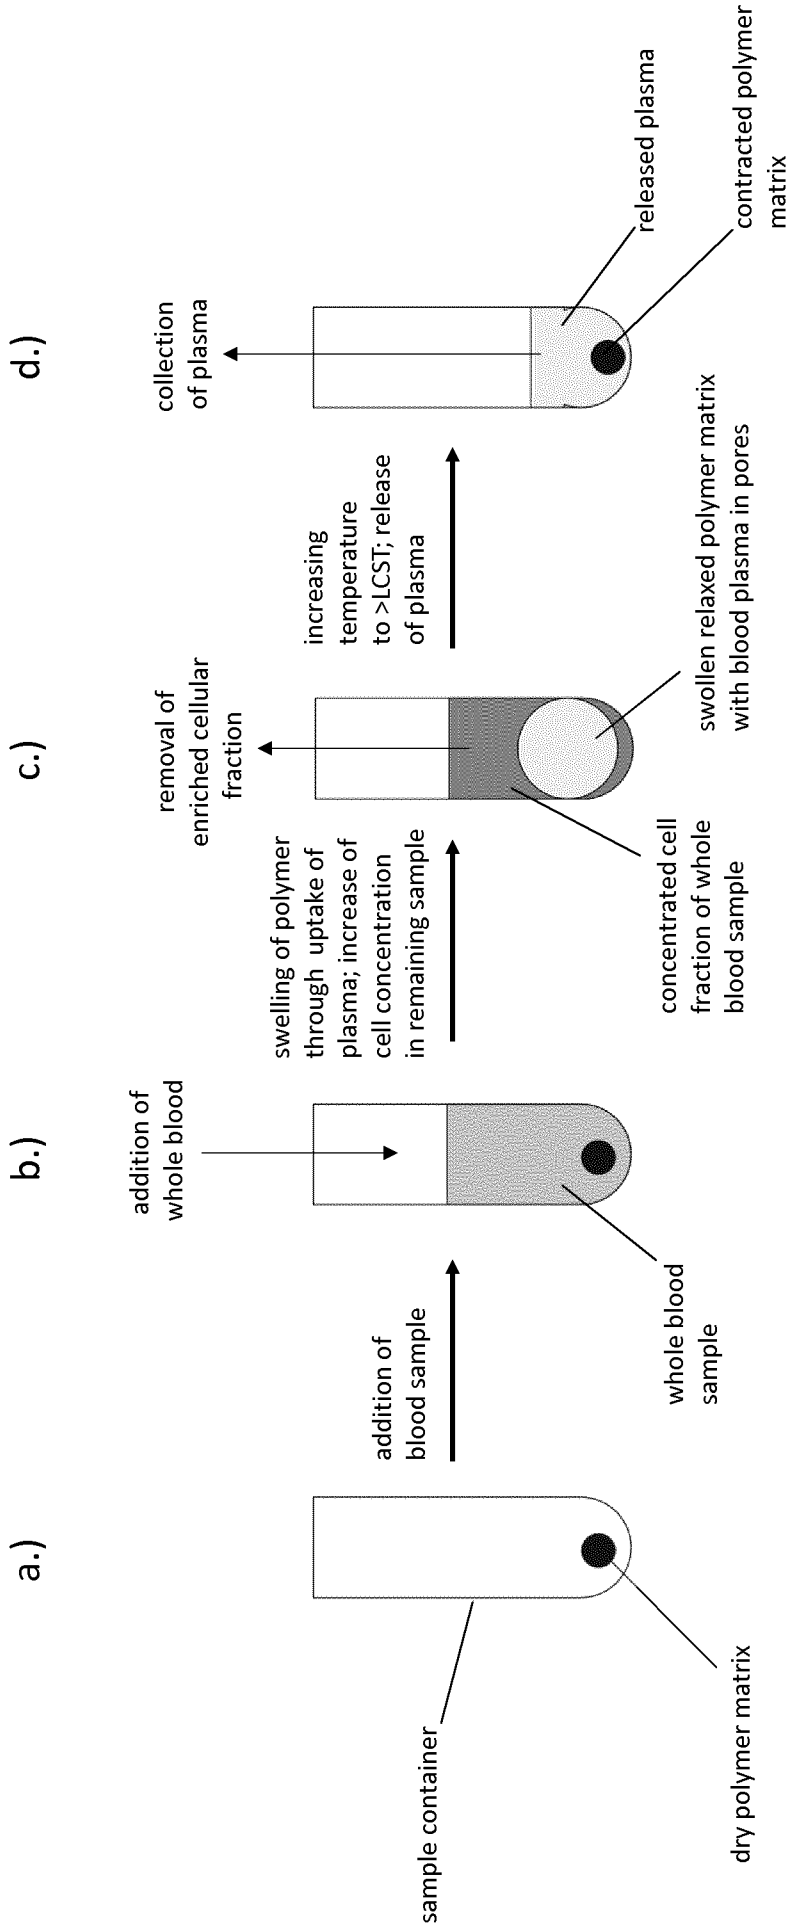 a.)
sample container
dry polymer matrix
addition of
blood sample
b.)
addition of
whole blood
whole blood
sample
swelling of polymer
through uptake of
plasma; increase of
cell concentration
in remaining sample
c.)
removal of
enriched cellular
fraction
concentrated cell
fraction of whole
blood sample
swollen relaxed polymer matrix
with blood plasma in pores
increasing
temperature
to >LCST; release
of plasma
d.)
collection
of plasma
released plasma
contracted polymer
matrix